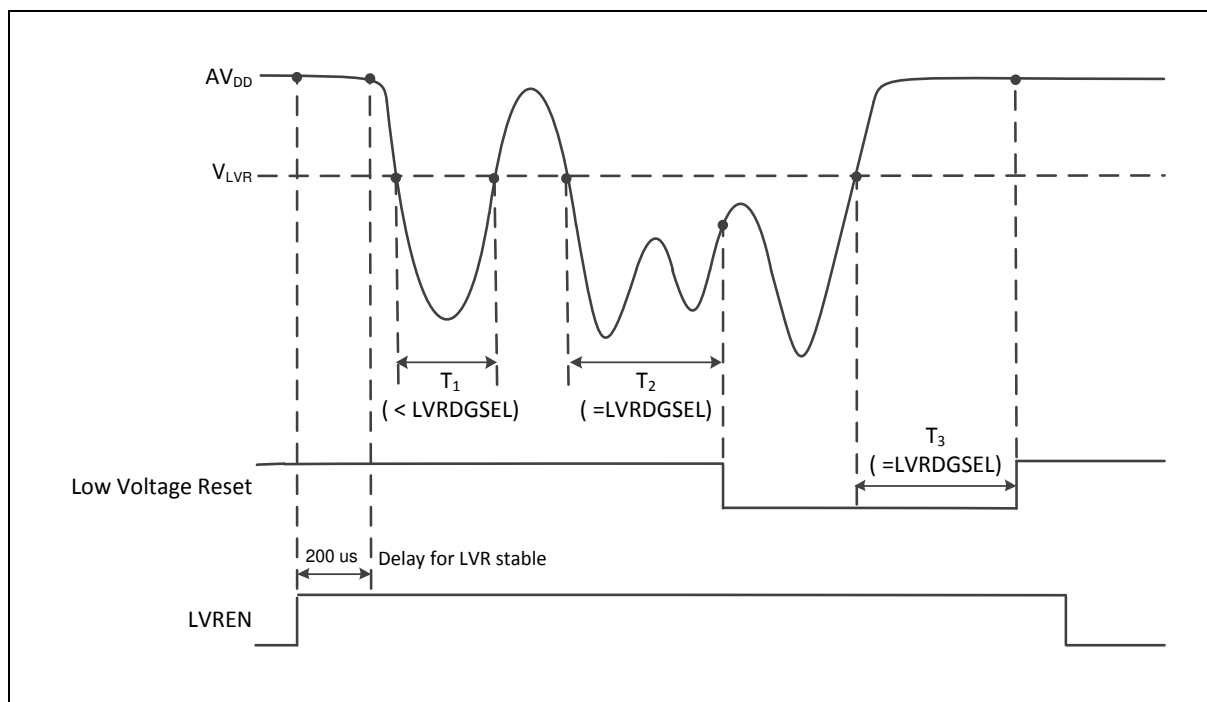 AVDD
VLVR
T1
( < LVRDGSEL)
T2
( =LVRDGSEL)
T3
( =LVRDGSEL)
Low Voltage Reset
200 us
Delay for LVR stable
LVREN